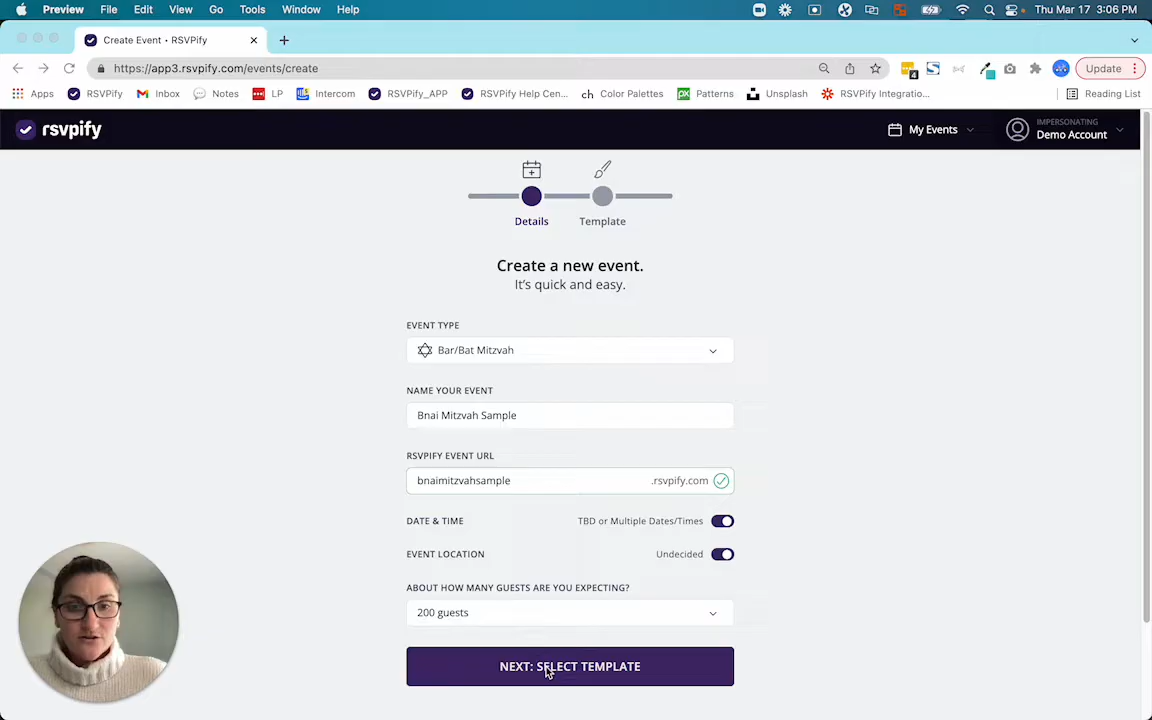 Preview File Edit View Go Tools Window Help Thu Mar 17 3:06 PM
Create Event • RSVPify
https://app3.rsvpify.com/events/create 4 Update
Apps RSVPify Inbox Notes LP Intercom RSVPify_APP RSVPify Help Cen... ch Color Palettes px Patterns Unsplash RSVPify Integratio... Reading List
rsvpify My Events IMPERSONATING
Demo Account
Details Template
Create a new event.
It's quick and easy.
EVENT TYPE
Bar/Bat Mitzvah
NAME YOUR EVENT
Bnai Mitzvah Sample
RSVPIFY EVENT URL
bnaimitzvahsample .rsvpify.com
DATE & TIME TBD or Multiple Dates/Times
EVENT LOCATION Undecided
ABOUT HOW MANY GUESTS ARE YOU EXPECTING?
200 guests
NEXT: SELECT TEMPLATE